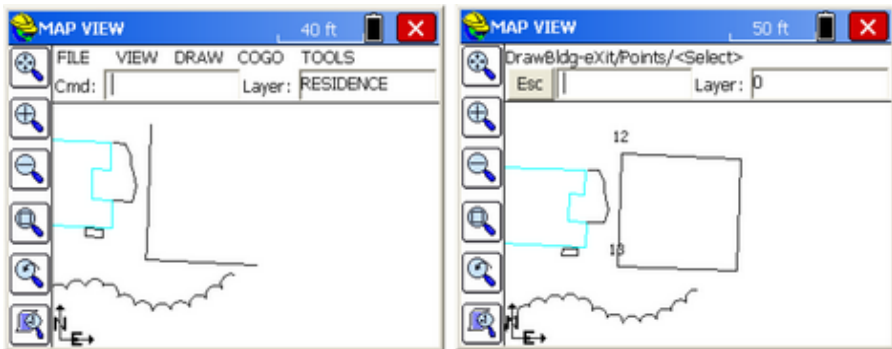 MAP VIEW 40 ft
FILE VIEW DRAW COGO TOOLS
Cmd: Layer: RESIDENCE
N
E
MAP VIEW 50 ft
DrawBldg-eXit/Points/<Select>
Esc Layer: 0
12
13
N
E